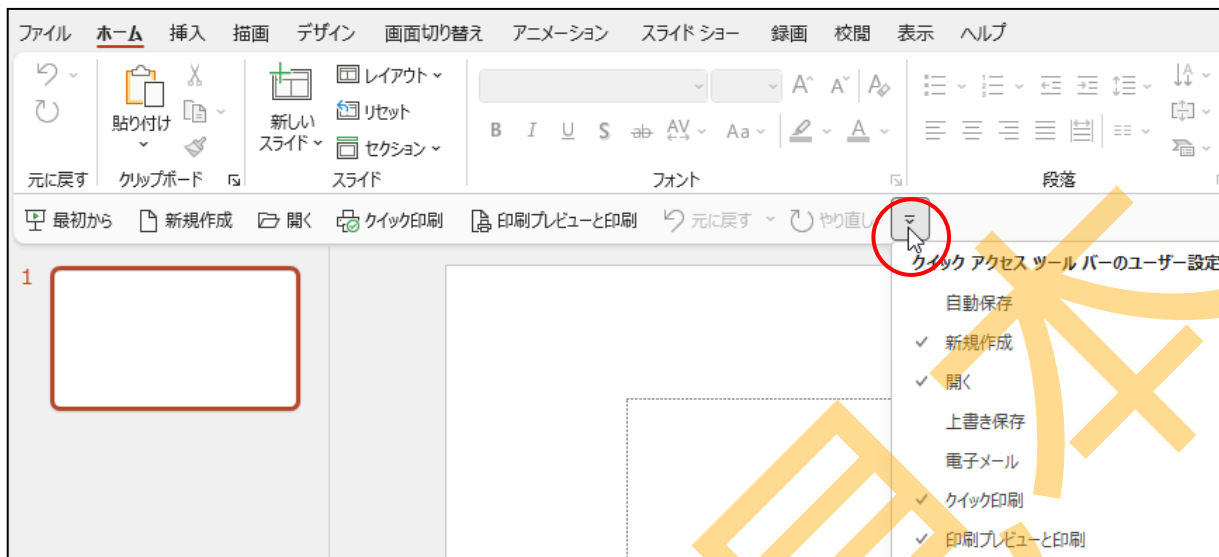 ファイル ホーム 挿入 描画 デザイン 画面切り替え アニメーション スライド ショー 録画 校閲 表示 ヘルプ
貼り付け
新しい
スライド
レイアウト
リセット
セクション
B I U S ab AV Aa A
A A A
元に戻す クリップボード スライド フォント 段落
最初から 新規作成 開く クイック印刷 印刷プレビューと印刷 元に戻す やり直し
1
クイック アクセス ツール バーのユーザー設定
自動保存
新規作成
開く
上書き保存
電子メール
クイック印刷
印刷プレビューと印刷